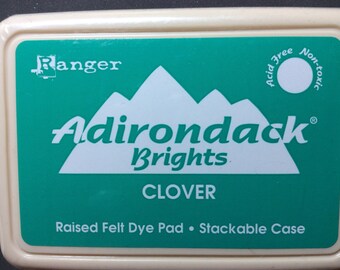 Ranger
Acid Free Non-toxic
Adirondack®
Brights
CLOVER
Raised Felt Dye Pad • Stackable Case